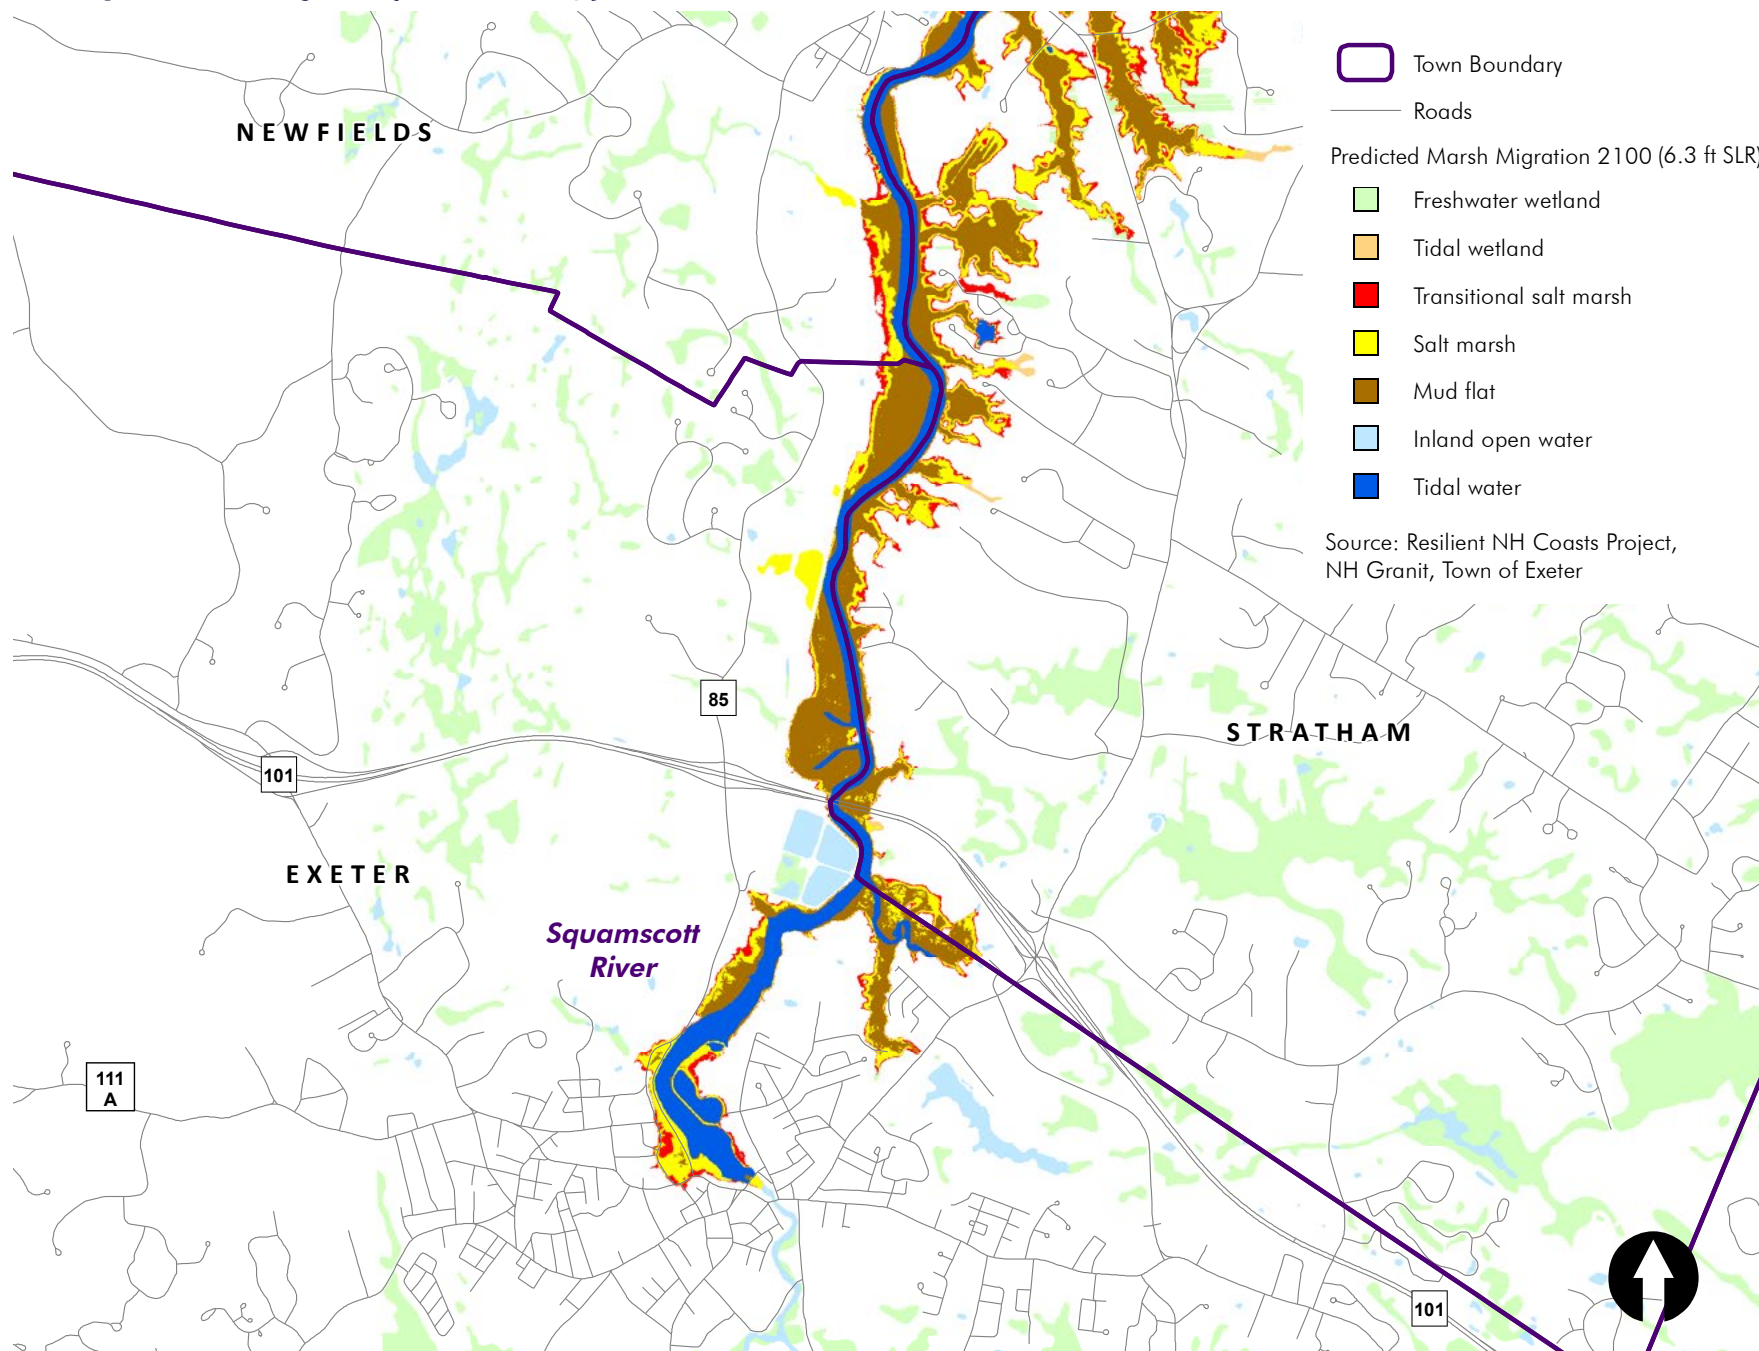 NEWFIELDS
Town Boundary
Roads
Predicted Marsh Migration 2100 (6.3 ft SLR)
Freshwater wetland
Tidal wetland
Transitional salt marsh
Salt marsh
Mud flat
Inland open water
Tidal water
Source: Resilient NH Coasts Project,
NH Granit, Town of Exeter
85
STRATHAM
101
EXETER
Squamscott
River
111
A
101